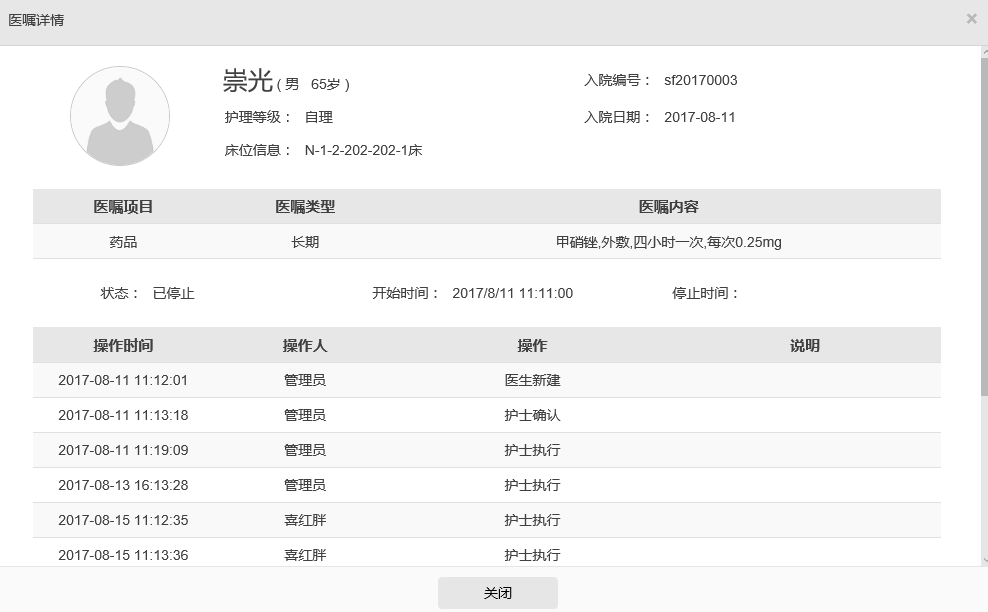 医嘱详情
×
崇光 ( 男 65岁 )
入院编号： sf20170003
护理等级： 自理
入院日期： 2017-08-11
床位信息： N-1-2-202-202-1床
医嘱项目 医嘱类型 医嘱内容
药品 长期 甲硝锉,外敷,四小时一次,每次0.25mg
状态： 已停止 开始时间： 2017/8/11 11:11:00 停止时间：
操作时间 操作人 操作 说明
2017-08-11 11:12:01 管理员 医生新建
2017-08-11 11:13:18 管理员 护士确认
2017-08-11 11:19:09 管理员 护士执行
2017-08-13 16:13:28 管理员 护士执行
2017-08-15 11:12:35 喜红胖 护士执行
2017-08-15 11:13:36 喜红胖 护士执行
关闭